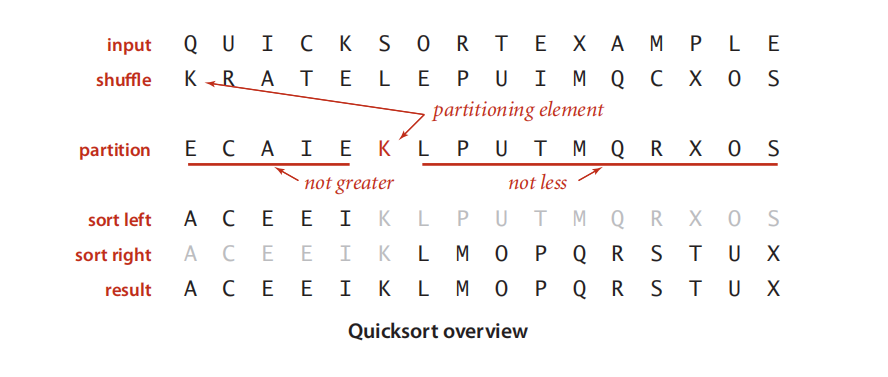 input Q U I C K S O R T E X A M P L E
shuffle K R A T E L E P U I M Q C X O S
partitioning element
partition E C A I E K L P U T M Q R X O S
not greater not less
sort left A C E E I K L P U T M Q R X O S
sort right A C E E I K L M O P Q R S T U X
result A C E E I K L M O P Q R S T U X
Quicksort overview